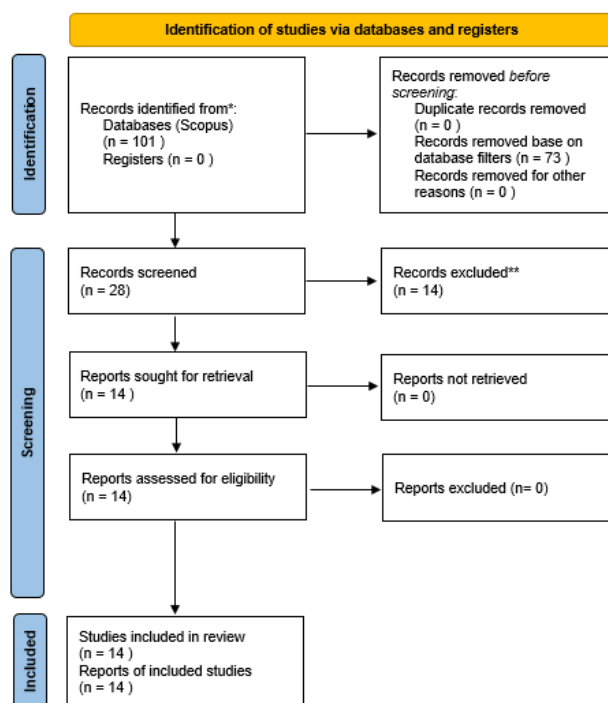 Identification of studies via databases and registers
Identification
Records identified from*:
Databases (Scopus)
(n = 101 )
Registers (n = 0 )
Records removed before
screening:
Duplicate records removed
(n = 0 )
Records removed base on
database filters (n = 73 )
Records removed for other
reasons (n = 0 )
Screening
Records screened
(n = 28)
Records excluded**
(n = 14)
Reports sought for retrieval
(n = 14 )
Reports not retrieved
(n = 0)
Reports assessed for eligibility
(n = 14)
Reports excluded (n= 0)
Included
Studies included in review
(n = 14 )
Reports of included studies
(n = 14 )